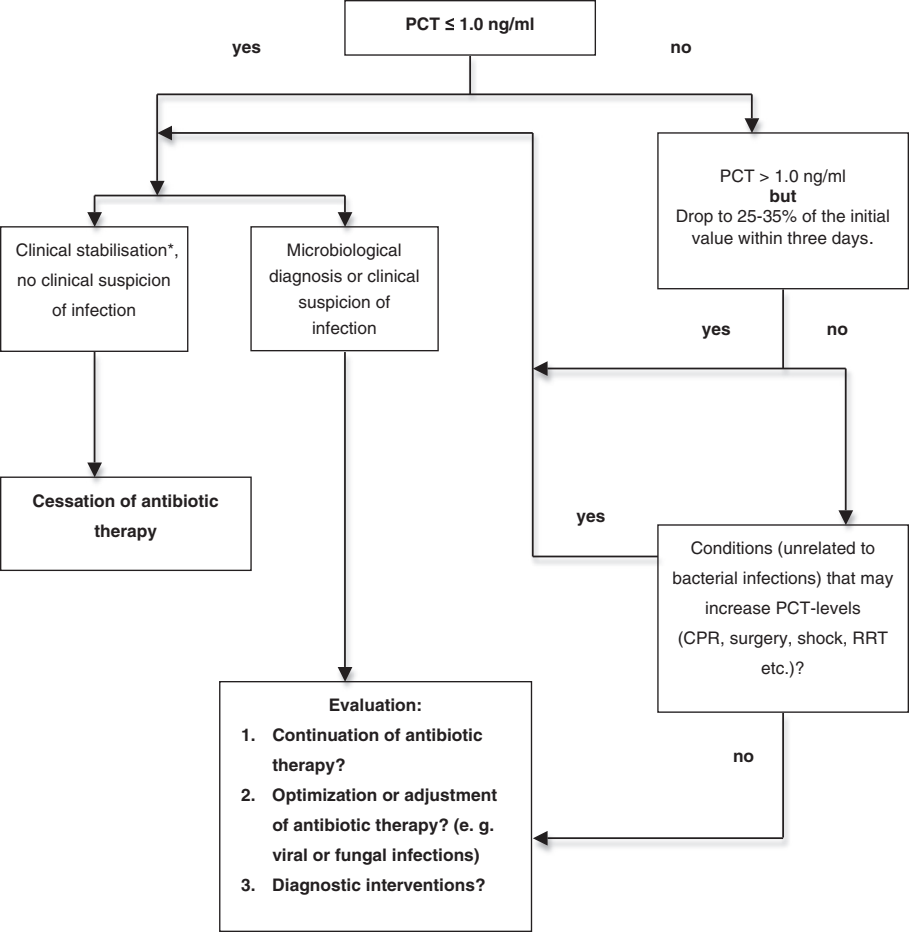 PCT ≤ 1.0 ng/ml
yes
no
PCT > 1.0 ng/ml
but
Drop to 25-35% of the initial
value within three days.
Clinical stabilisation*,
no clinical suspicion
of infection
Microbiological
diagnosis or clinical
suspicion of
infection
yes
no
Cessation of antibiotic
therapy
yes
Conditions (unrelated to
bacterial infections) that may
increase PCT-levels
(CPR, surgery, shock, RRT
etc.)?
no
Evaluation:
1. Continuation of antibiotic
therapy?
2. Optimization or adjustment
of antibiotic therapy? (e. g.
viral or fungal infections)
3. Diagnostic interventions?